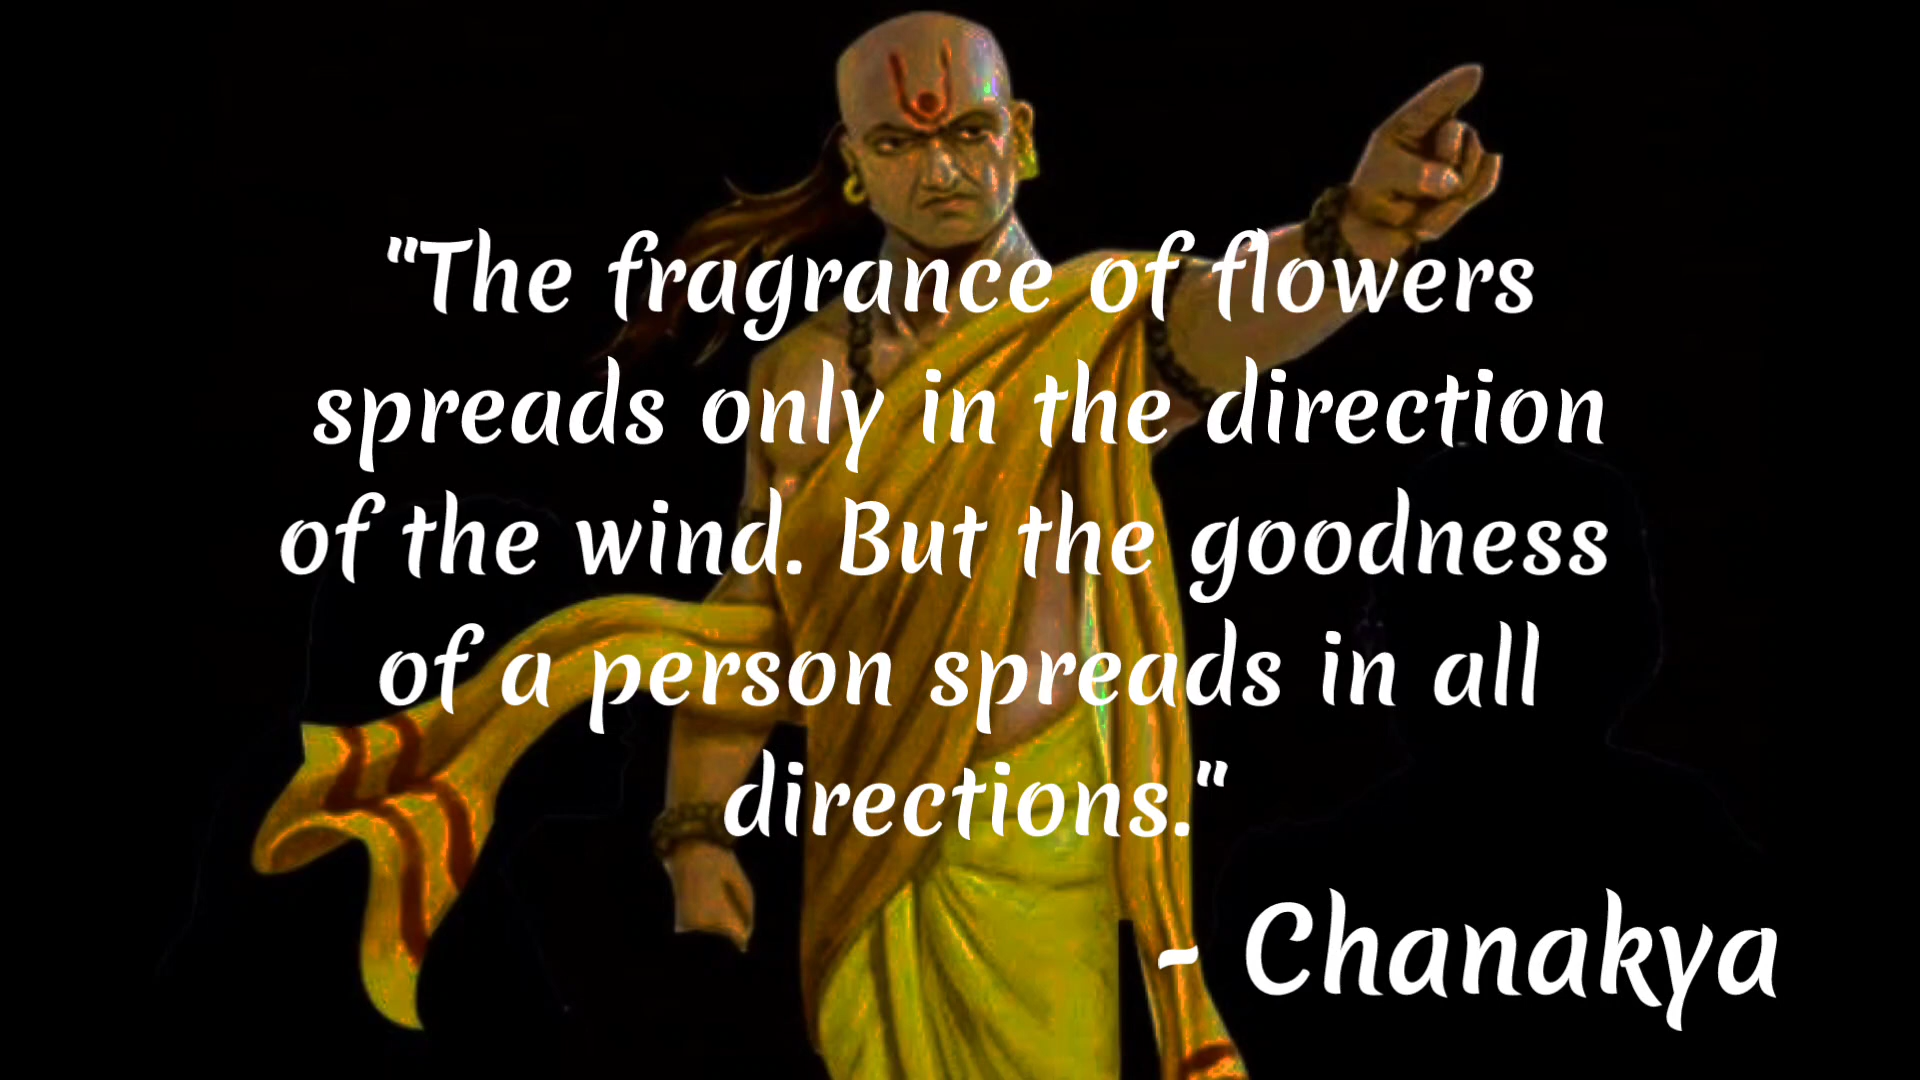 "The fragrance of flowers
spreads only in the direction
of the wind. But the goodness
of a person spreads in all
directions."
~ Chanakya